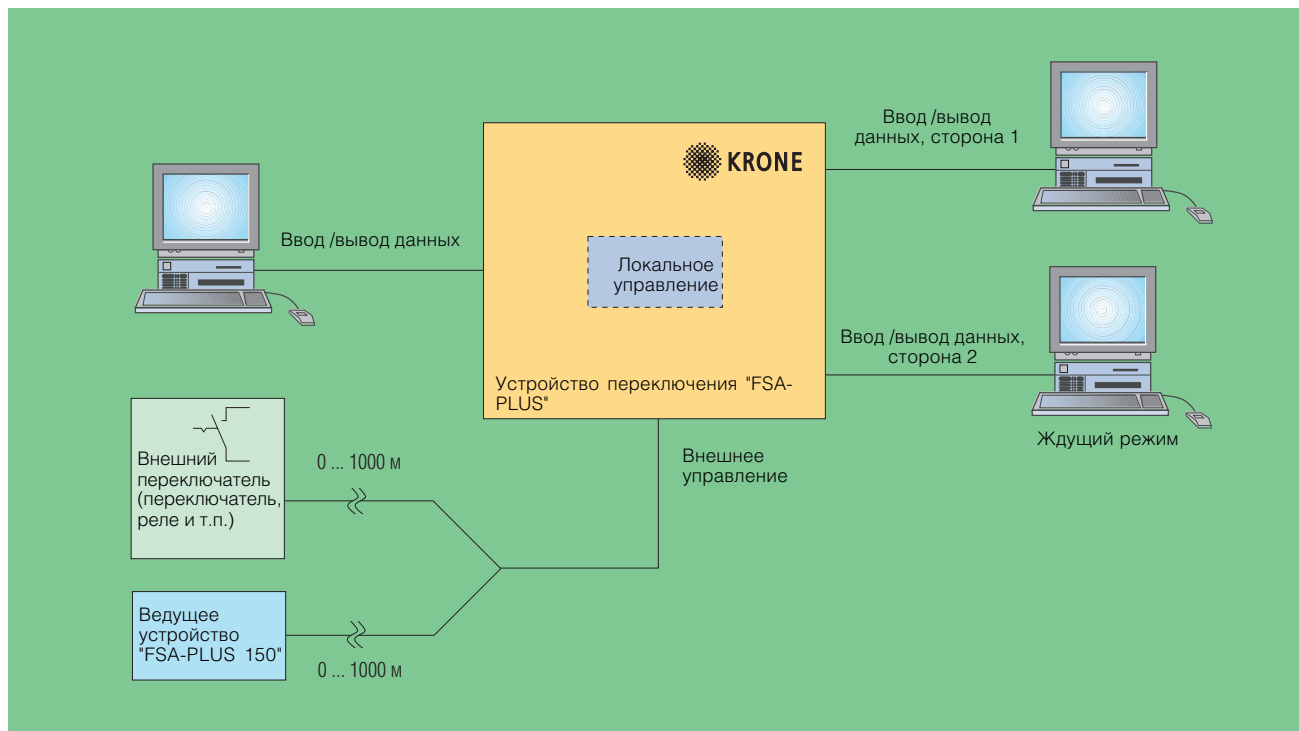 Ввод /вывод
данных, сторона 1
KRONE
Ввод /вывод данных
Локальное
управление
Ввод /вывод данных,
сторона 2
Устройство переключения "FSA-
PLUS"
Ждущий режим
Внешнее
управление
Внешний
переключатель
(переключатель,
реле и т.п.)
0 ... 1000 м
Ведущее
устройство
"FSA-PLUS 150"
0 ... 1000 м